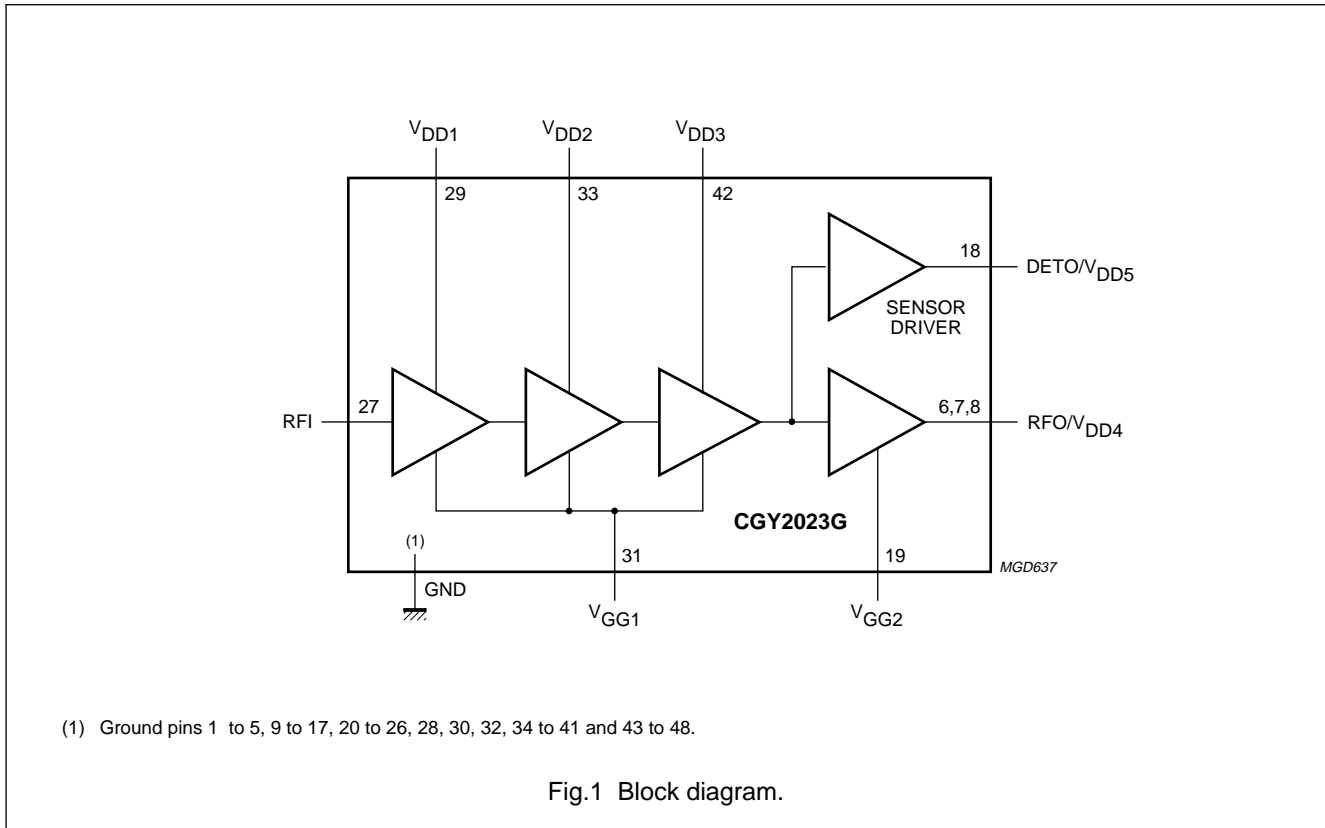 VDD1 VDD2 VDD3
29 33 42
18 DETO/VDD5
SENSOR
DRIVER
RFI 27 6,7,8 RFO/VDD4
CGY2023G
(1) 31 19 MGD637
GND
VGG1 VGG2
(1) Ground pins 1 to 5, 9 to 17, 20 to 26, 28, 30, 32, 34 to 41 and 43 to 48.
Fig.1 Block diagram.